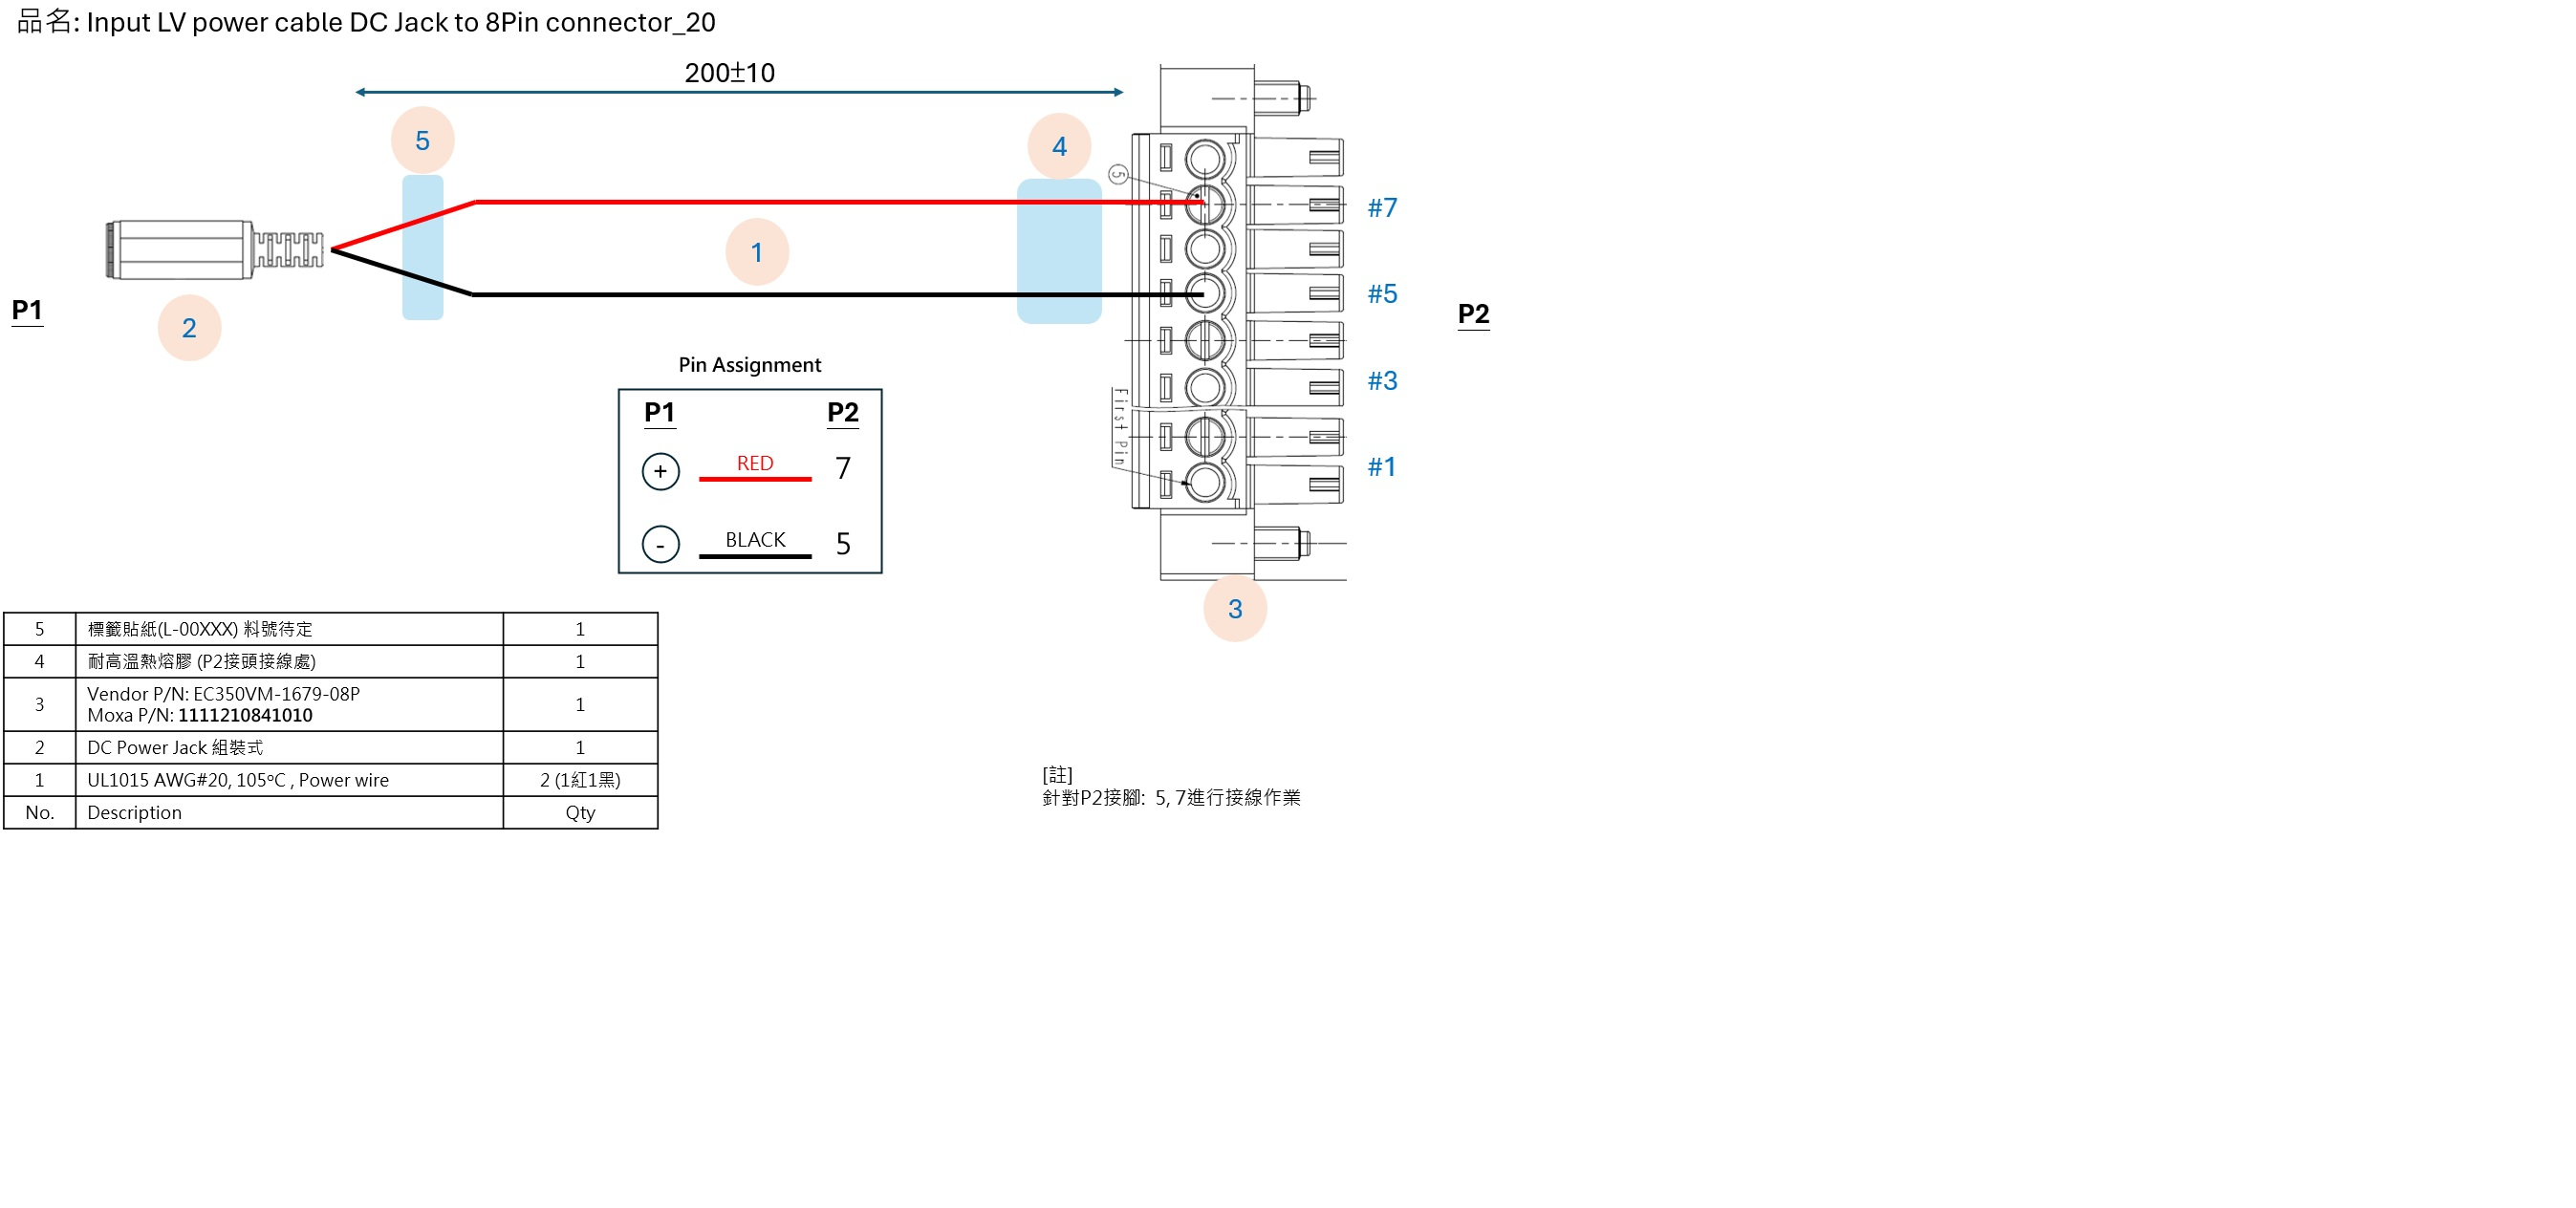 品名: Input LV power cable DC Jack to 8Pin connector_20
200±10
5
4
5
#7
1
#5
P1
P2
2
Pin Assignment
#3
P1
P2
First Pin
+
RED
7
#1
-
BLACK
5
3
5 標籤貼紙(L-00XXX) 料號待定 1
4 耐高溫熱熔膠 (P2接頭接線處) 1
3 Vendor P/N: EC350VM-1679-08P 1
Moxa P/N: 1111210841010
2 DC Power Jack 組裝式 1
1 UL1015 AWG#20, 105ºC , Power wire 2 (1紅1黑)
No. Description Qty
[註]
針對P2接腳: 5, 7進行接線作業